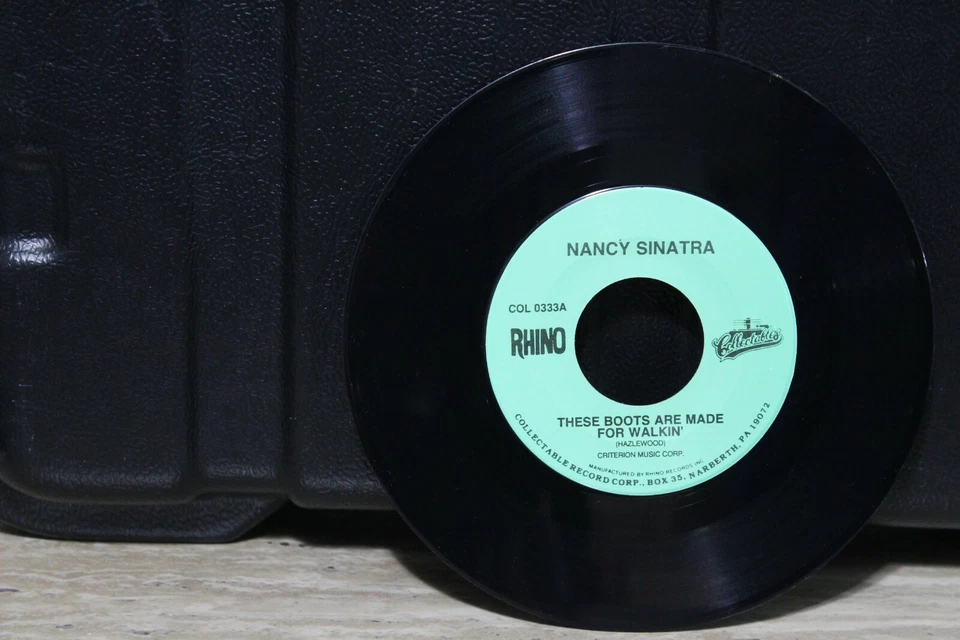 NANCY SINATRA
COL 0333A
RHINO
Collectables
THESE BOOTS ARE MADE
FOR WALKIN'
(HAZLEWOOD)
CRITERION MUSIC CORP.
MANUFACTURED BY RHINO RECORDS INC.
COLLECTABLE RECORD CORP., BOX 35, NARBERTH, PA 19072